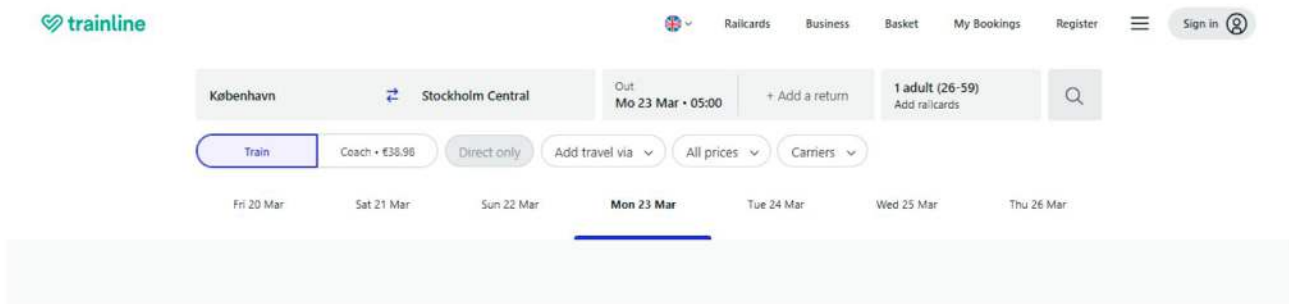 trainline
Railcards
Business
Basket
My Bookings
Register
Sign in
København
Stockholm Central
Out
Mo 23 Mar • 05:00
+ Add a return
1 adult (26-59)
Add railcards
Train
Coach • €38.98
Direct only
Add travel via
All prices
Carriers
Fri 20 Mar
Sat 21 Mar
Sun 22 Mar
Mon 23 Mar
Tue 24 Mar
Wed 25 Mar
Thu 26 Mar